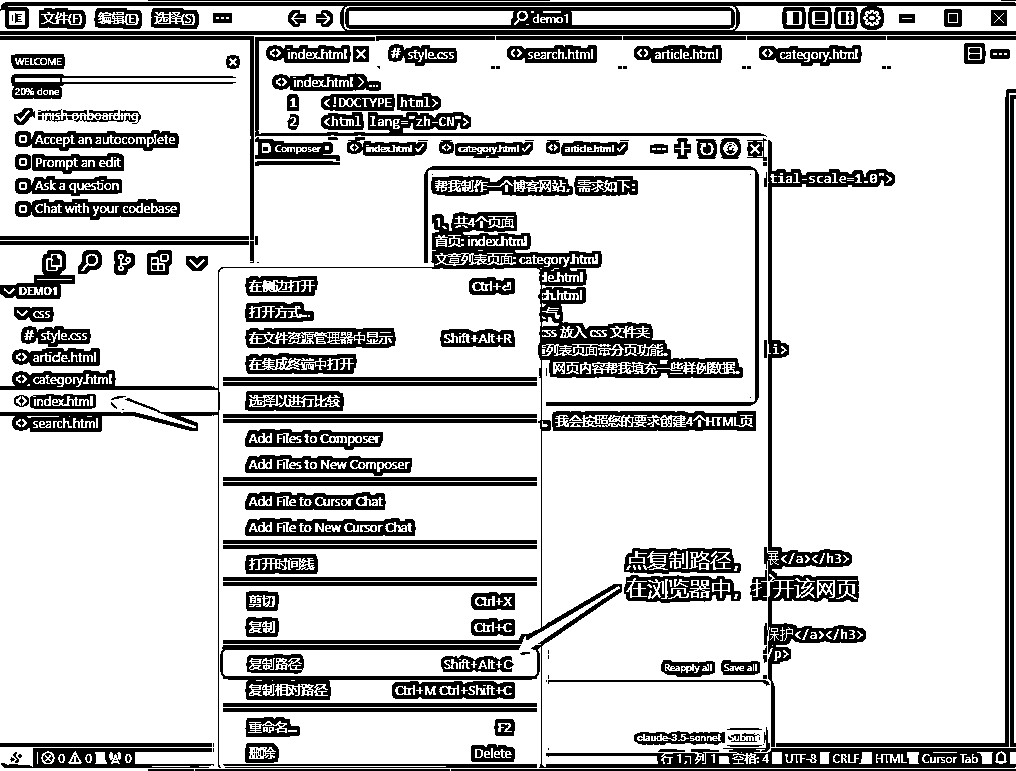 文件(F) 编辑(E) 选择(S) ··· demo1
WELCOME
20% done
Finish onboarding
Accept an autocomplete
Prompt an edit
Ask a question
Chat with your codebase
DEMO1
css
# style.css
article.html
category.html
index.html
search.html
index.html # style.css search.html article.html category.html
index.html > ...
1 <!DOCTYPE html>
2 <html lang="zh-CN">
tial-scale=1.0">
Composer index.html category.html article.html
帮我制作一个博客网站，需求如下：
1、共4个页面
首页: index.html
文章列表页面: category.html
le.html
ch.html
气
css 放入 css 文件夹
列表页面带分页功能。
网页内容帮我填充一些样例数据。
li>
，我会按照您的要求创建4个HTML页
在侧边打开 Ctrl+⏎
打开方式...
在文件资源管理器中显示 Shift+Alt+R
在集成终端中打开
选择以进行比较
Add Files to Composer
Add Files to New Composer
Add File to Cursor Chat
Add File to New Cursor Chat
打开时间线
剪切 Ctrl+X
复制 Ctrl+C
复制路径 Shift+Alt+C
复制相对路径 Ctrl+M Ctrl+Shift+C
重命名... F2
删除 Delete
点复制路径，
在浏览器中，打开该网页
展</a></h3>
保护</a></h3>
/p>
Reapply all Save all
claude-3.5-sonnet Submit
0 0 0 行 1，列 1 空格: 4 UTF-8 CRLF HTML Cursor Tab